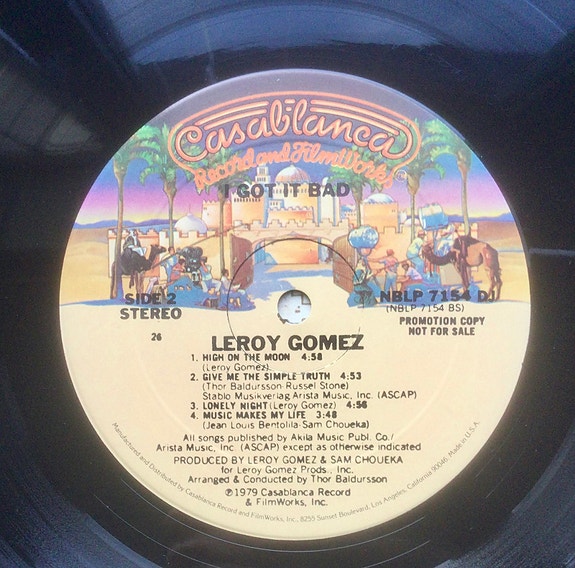 Casablanca
Record and FilmWorks
I GOT IT BAD
SIDE 2
STEREO
NBLP 7154 DJ
(NBLP 7154 BS)
PROMOTION COPY
NOT FOR SALE
26
LEROY GOMEZ
1. HIGH ON THE MOON 4:58
(Leroy Gomez)
2. GIVE ME THE SIMPLE TRUTH 4:53
(Thor Baldursson-Russel Stone)
Stablo Musikverlag Arista Music, Inc. (ASCAP)
3. LONELY NIGHT (Leroy Gomez) 4:56
4. MUSIC MAKES MY LIFE 3:48
(Jean Louis Bentolila-Sam Choueka)
All songs published by Akila Music Publ. Co./
Arista Music, Inc. (ASCAP) except as otherwise indicated
PRODUCED BY LEROY GOMEZ & SAM CHOUEKA
for Leroy Gomez Prods., Inc.
Arranged & Conducted by Thor Baldursson
℗1979 Casablanca Record
& FilmWorks, Inc.
Manufactured and Distributed by Casablanca Record and FilmWorks, Inc., 8255 Sunset Boulevard, Los Angeles, California 90046. Made in U.S.A.